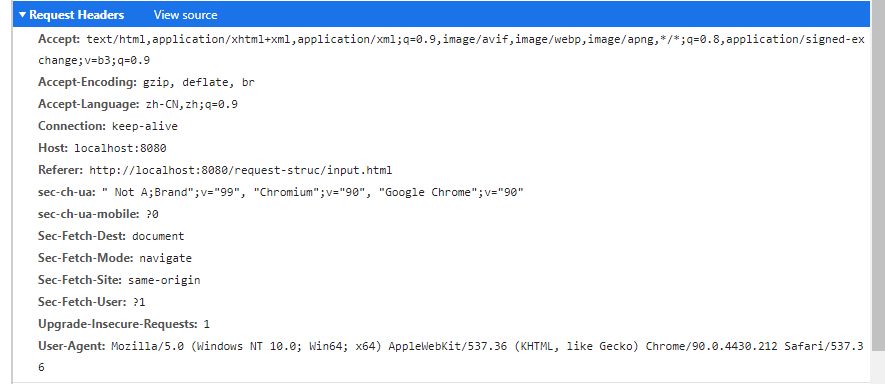 Request Headers View source
Accept: text/html,application/xhtml+xml,application/xml;q=0.9,image/avif,image/webp,image/apng,*/*;q=0.8,application/signed-ex
change;v=b3;q=0.9
Accept-Encoding: gzip, deflate, br
Accept-Language: zh-CN,zh;q=0.9
Connection: keep-alive
Host: localhost:8080
Referer: http://localhost:8080/request-struc/input.html
sec-ch-ua: " Not A;Brand";v="99", "Chromium";v="90", "Google Chrome";v="90"
sec-ch-ua-mobile: ?0
Sec-Fetch-Dest: document
Sec-Fetch-Mode: navigate
Sec-Fetch-Site: same-origin
Sec-Fetch-User: ?1
Upgrade-Insecure-Requests: 1
User-Agent: Mozilla/5.0 (Windows NT 10.0; Win64; x64) AppleWebKit/537.36 (KHTML, like Gecko) Chrome/90.0.4430.212 Safari/537.3
6